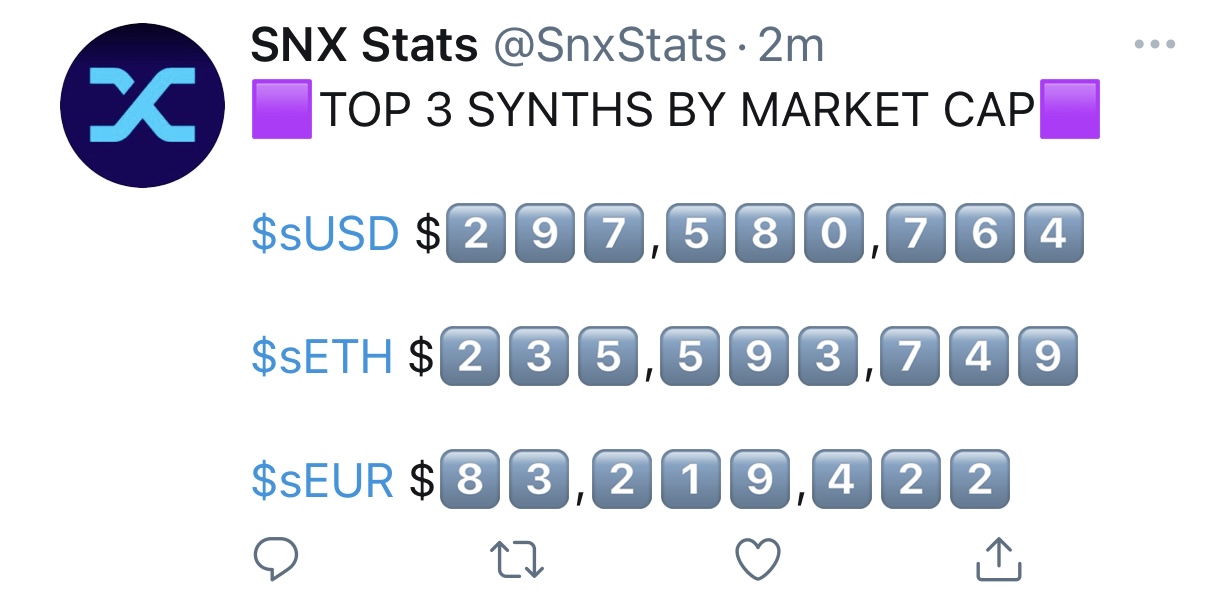 SNX Stats @SnxStats · 2m
🟪TOP 3 SYNTHS BY MARKET CAP🟪
$sUSD $2️⃣9️⃣7️⃣,5️⃣8️⃣0️⃣,7️⃣6️⃣4️⃣
$sETH $2️⃣3️⃣5️⃣,5️⃣9️⃣3️⃣,7️⃣4️⃣9️⃣
$sEUR $8️⃣3️⃣,2️⃣1️⃣9️⃣,4️⃣2️⃣2️⃣